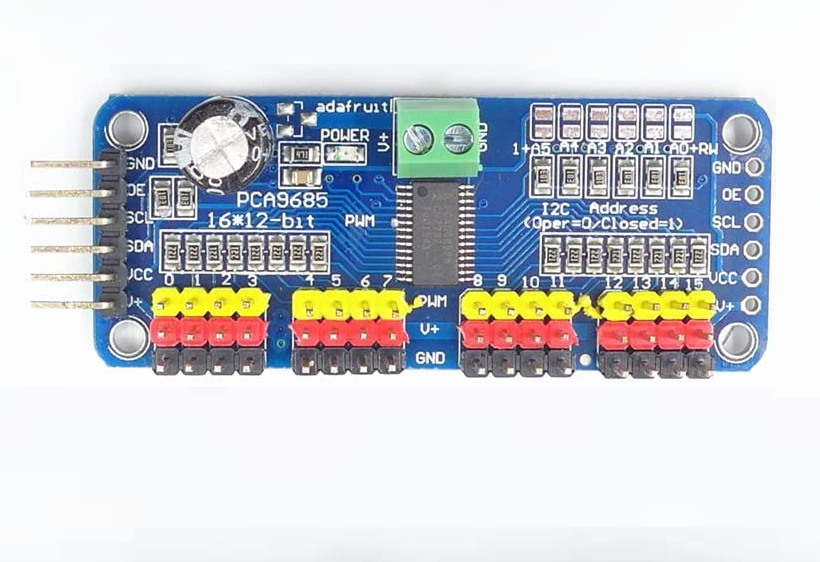 adafruit
POWER
V+
GND
1+A5 A+ A3 A2 A1 A0+RW
GND
OE
SCL
SDA
VCC
V+
PCA9685
16*12-bit
PWM
I2C Address
(Oper=0/Closed=1)
GND
OE
SCL
SDA
VCC
V+
0 1 2 3 4 5 6 7
8 9 10 11 12 13 14 15
PWM
V+
GND